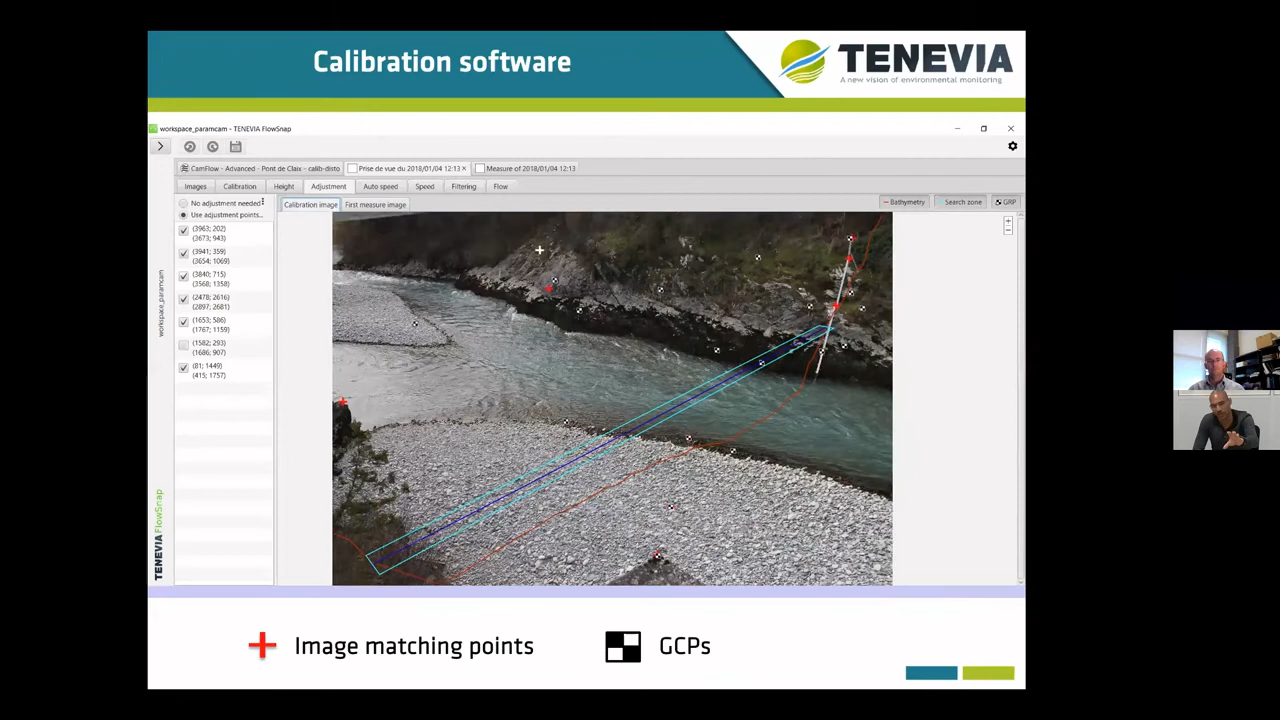 Calibration software
TENEVIA
A new vision of environmental monitoring
workspace_paramcam - TENEVIA FlowSnap
CamFlow - Advanced - Pont de Claix - calib-disto
Prise de vue du 2018/01/04 12:13
Measure of 2018/01/04 12:13
Images
Calibration
Height
Adjustment
Auto speed
Speed
Filtering
Flow
No adjustment needed
Use adjustment points...
Calibration image
First measure image
Bathymetry
Search zone
GRP
(3963; 202)
(3673; 943)
(3941; 359)
(3654; 1069)
(3840; 715)
(3568; 1358)
(2478; 2616)
(2897; 2681)
(1653; 586)
(1767; 1159)
(1582; 293)
(1686; 907)
(81; 1449)
(415; 1757)
workspace_paramcam
TENEVIA FlowSnap
Image matching points
GCPs